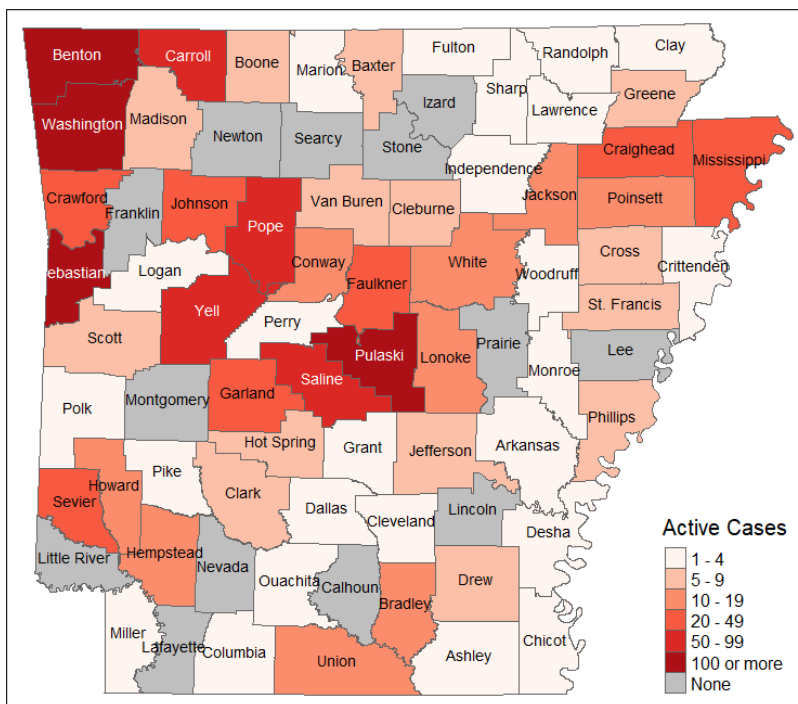 Benton
Carroll
Boone
Marion
Baxter
Fulton
Randolph
Clay
Sharp
Izard
Lawrence
Greene
Washington
Madison
Newton
Searcy
Stone
Independence
Craighead
Mississippi
Crawford
Franklin
Johnson
Pope
Van Buren
Cleburne
Jackson
Poinsett
ebastian
Logan
Conway
Faulkner
White
Woodruff
Cross
Crittenden
St. Francis
Yell
Perry
Scott
Pulaski
Lonoke
Prairie
Lee
Monroe
Saline
Garland
Montgomery
Polk
Phillips
Hot Spring
Grant
Jefferson
Arkansas
Pike
Howard
Sevier
Clark
Dallas
Cleveland
Lincoln
Desha
Little River
Hempstead
Nevada
Ouachita
Calhoun
Bradley
Drew
Miller
Lafayette
Columbia
Union
Ashley
Chicot
Active Cases
1 - 4
5 - 9
10 - 19
20 - 49
50 - 99
100 or more
None